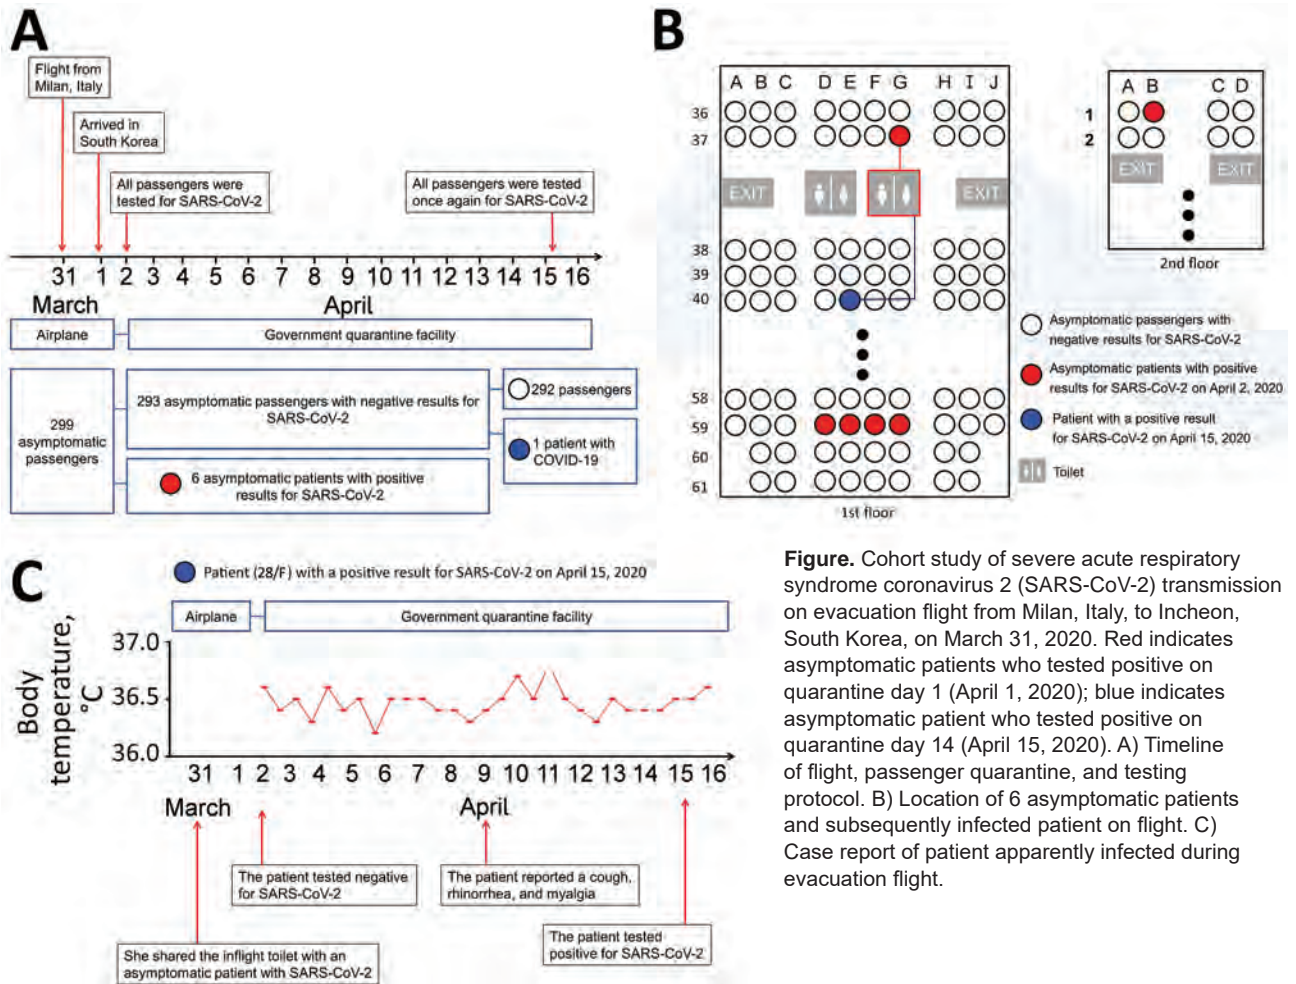 A
Flight from
Milan, Italy
Arrived in
South Korea
All passengers were
tested for SARS-CoV-2
All passengers were tested
once again for SARS-CoV-2
31 1 2 3 4 5 6 7 8 9 10 11 12 13 14 15 16
March April
Airplane
Government quarantine facility
299
asymptomatic
passengers
293 asymptomatic passengers with negative results for
SARS-CoV-2
6 asymptomatic patients with positive
results for SARS-CoV-2
292 passengers
1 patient with
COVID-19
B
A B C D E F G H I J
36
37
EXIT
EXIT
38
39
40
58
59
60
61
1st floor
A B C D
1
2
EXIT
EXIT
2nd floor
Asymptomatic passengers with
negative results for SARS-CoV-2
Asymptomatic patients with positive
results for SARS-CoV-2 on April 2, 2020
Patient with a positive result
for SARS-CoV-2 on April 15, 2020
Toilet
C
Patient (28/F) with a positive result for SARS-CoV-2 on April 15, 2020
Airplane
Government quarantine facility
Body
temperature,
°C
37.0
36.5
36.0
31 1 2 3 4 5 6 7 8 9 10 11 12 13 14 15 16
March April
The patient tested negative
for SARS-CoV-2
The patient reported a cough,
rhinorrhea, and myalgia
She shared the inflight toilet with an
asymptomatic patient with SARS-CoV-2
The patient tested
positive for SARS-CoV-2
Figure. Cohort study of severe acute respiratory
syndrome coronavirus 2 (SARS-CoV-2) transmission
on evacuation flight from Milan, Italy, to Incheon,
South Korea, on March 31, 2020. Red indicates
asymptomatic patients who tested positive on
quarantine day 1 (April 1, 2020); blue indicates
asymptomatic patient who tested positive on
quarantine day 14 (April 15, 2020). A) Timeline
of flight, passenger quarantine, and testing
protocol. B) Location of 6 asymptomatic patients
and subsequently infected patient on flight. C)
Case report of patient apparently infected during
evacuation flight.